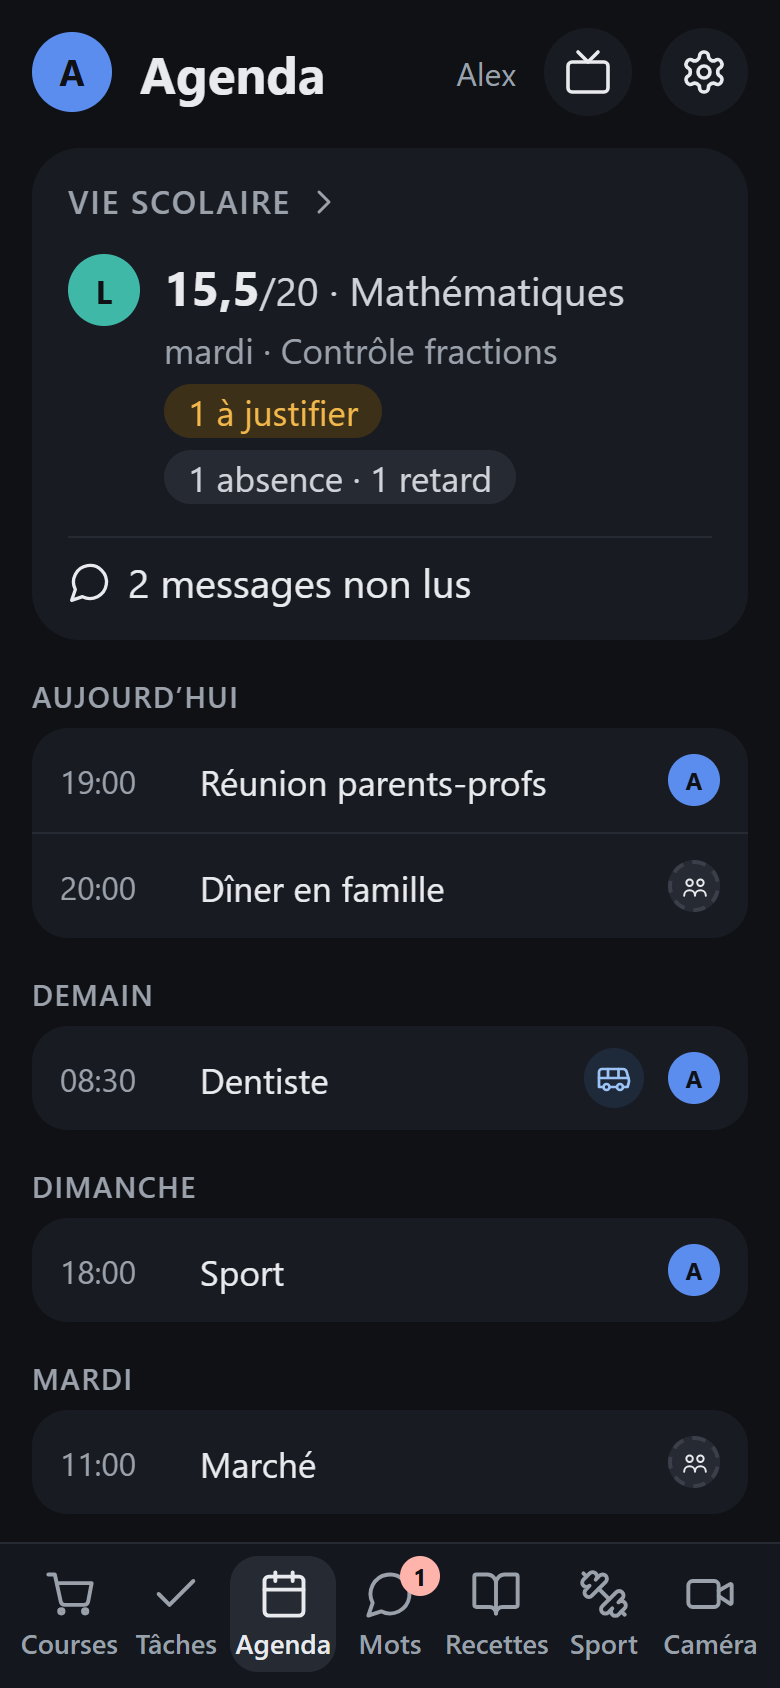 A
Agenda
Alex
VIE SCOLAIRE
L
15,5/20 · Mathématiques
mardi · Contrôle fractions
1 à justifier
1 absence · 1 retard
2 messages non lus
AUJOURD’HUI
19:00 Réunion parents-profs A
20:00 Dîner en famille
DEMAIN
08:30 Dentiste A
DIMANCHE
18:00 Sport A
MARDI
11:00 Marché
1
Courses Tâches Agenda Mots Recettes Sport Caméra